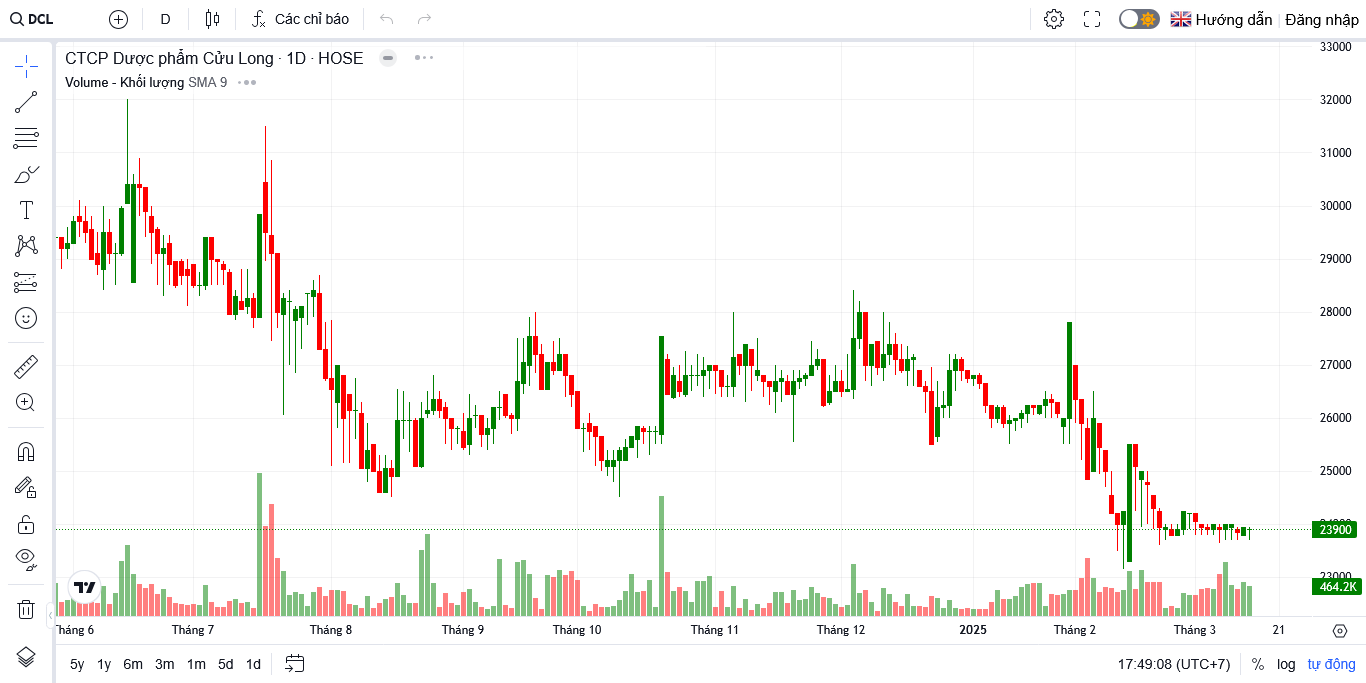 DCL D Các chỉ báo Hướng dẫn Đăng nhập
CTCP Dược phẩm Cửu Long · 1D · HOSE
Volume - Khối lượng SMA 9
33000
32000
31000
30000
29000
28000
27000
26000
25000
24000
23900
23000
464.2K
Tháng 6 Tháng 7 Tháng 8 Tháng 9 Tháng 10 Tháng 11 Tháng 12 2025 Tháng 2 Tháng 3 21
5y 1y 6m 3m 1m 5d 1d 17:49:08 (UTC+7) % log tự động